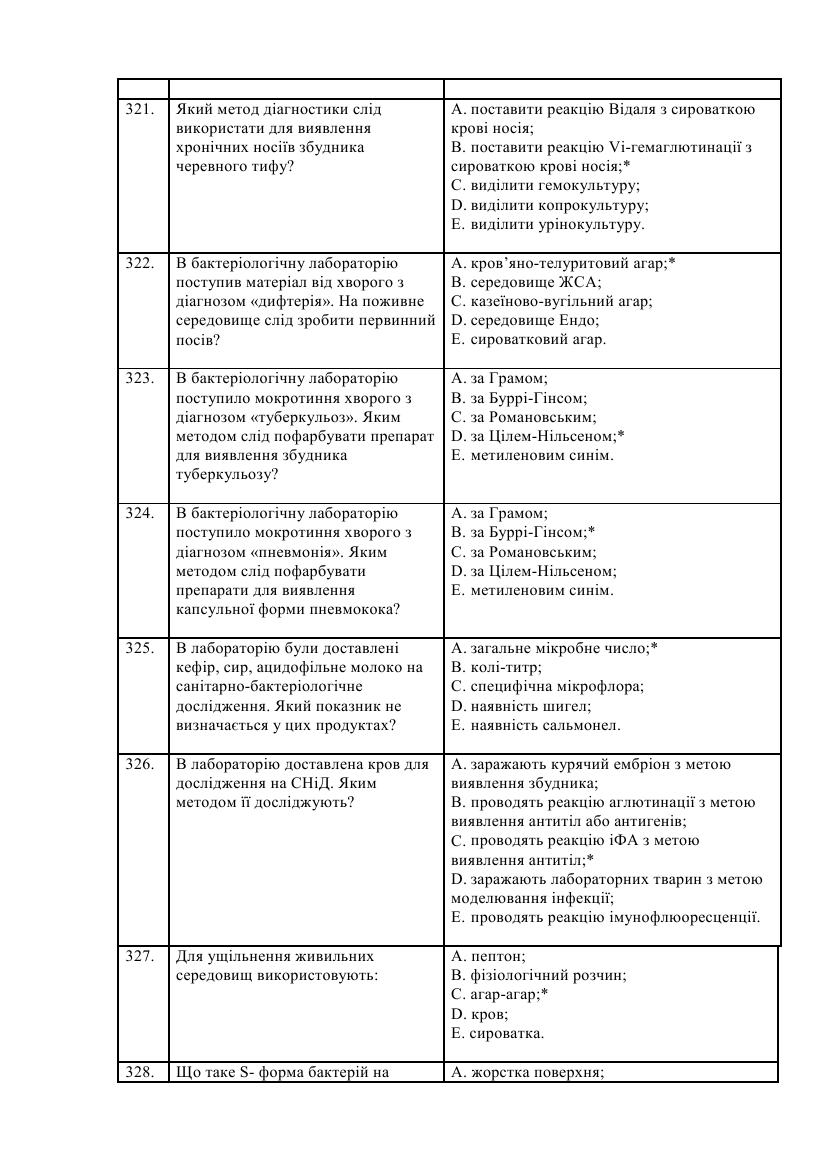 321.
Який метод діагностики слід
використати для виявлення
хронічних носіїв збудника
черевного тифу?
A. поставити реакцію Відаля з сироваткою
крові носія;
B. поставити реакцію Vi-гемаглютинації з
сироваткою крові носія;*
C. виділити гемокультуру;
D. виділити копрокультуру;
E. виділити урінокультуру.
322.
В бактеріологічну лабораторію
поступив матеріал від хворого з
діагнозом «дифтерія». На поживне
середовище слід зробити первинний
посів?
A. кров’яно-телуритовий агар;*
B. середовище ЖСА;
C. казеїново-вугільний агар;
D. середовище Ендо;
E. сироватковий агар.
323.
В бактеріологічну лабораторію
поступило мокротиння хворого з
діагнозом «туберкульоз». Яким
методом слід пофарбувати препарат
для виявлення збудника
туберкульозу?
A. за Грамом;
B. за Буррі-Гінсом;
C. за Романовським;
D. за Цілем-Нільсеном;*
E. метиленовим синім.
324.
В бактеріологічну лабораторію
поступило мокротиння хворого з
діагнозом «пневмонія». Яким
методом слід пофарбувати
препарати для виявлення
капсульної форми пневмокока?
A. за Грамом;
B. за Буррі-Гінсом;*
C. за Романовським;
D. за Цілем-Нільсеном;
E. метиленовим синім.
325.
В лабораторію були доставлені
кефір, сир, ацидофільне молоко на
санітарно-бактеріологічне
дослідження. Який показник не
визначається у цих продуктах?
A. загальне мікробне число;*
B. колі-титр;
C. специфічна мікрофлора;
D. наявність шигел;
E. наявність сальмонел.
326.
В лабораторію доставлена кров для
дослідження на СНіД. Яким
методом її досліджують?
A. заражають курячий ембріон з метою
виявлення збудника;
B. проводять реакцію аглютинації з метою
виявлення антитіл або антигенів;
C. проводять реакцію іФА з метою
виявлення антитіл;*
D. заражають лабораторних тварин з метою
моделювання інфекції;
E. проводять реакцію імунофлюоресценції.
327.
Для ущільнення живильних
середовищ використовують:
A. пептон;
B. фізіологічний розчин;
C. агар-агар;*
D. кров;
E. сироватка.
328.
Що таке S- форма бактерій на
A. жорстка поверхня;